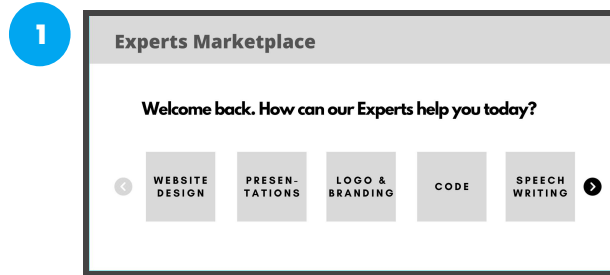 1
Experts Marketplace
Welcome back. How can our Experts help you today?
WEBSITE
DESIGN
PRESEN-
TATIONS
LOGO &
BRANDING
CODE
SPEECH
WRITING